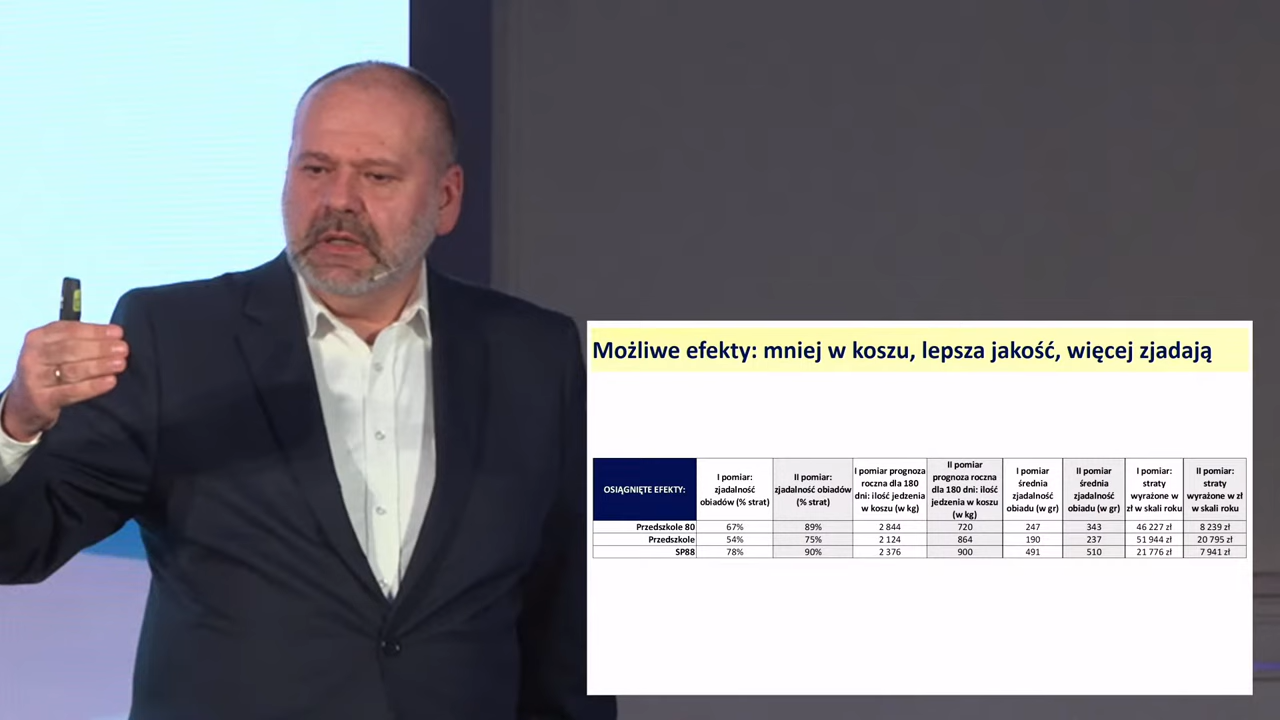 Możliwe efekty: mniej w koszu, lepsza jakość, więcej zjadają
OSIĄGNIĘTE EFEKTY:
I pomiar:
zjadalność
obiadów (% strat)
II pomiar:
zjadalność obiadów
(% strat)
I pomiar prognoza
roczna dla 180
dni: ilość jedzenia
w koszu (w kg)
II pomiar
prognoza roczna
dla 180 dni: ilość
jedzenia w koszu
(w kg)
I pomiar
średnia
zjadalność
obiadu (w gr)
II pomiar
średnia
zjadalność
obiadu (w gr)
I pomiar:
straty
wyrażone w
zł w skali roku
II pomiar:
straty
wyrażone w zł
w skali roku
Przedszkole 80 67% 89% 2 844 720 247 343 46 227 zł 8 239 zł
Przedszkole 54% 75% 2 124 864 190 237 51 944 zł 20 795 zł
SP88 78% 90% 2 376 900 491 510 21 776 zł 7 941 zł